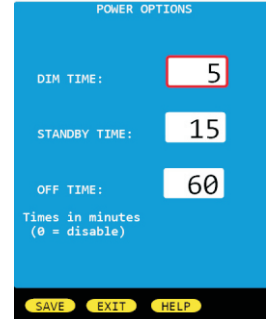 POWER OPTIONS
DIM TIME: 5
STANDBY TIME: 15
OFF TIME: 60
Times in minutes
(0 = disable)
SAVE EXIT HELP